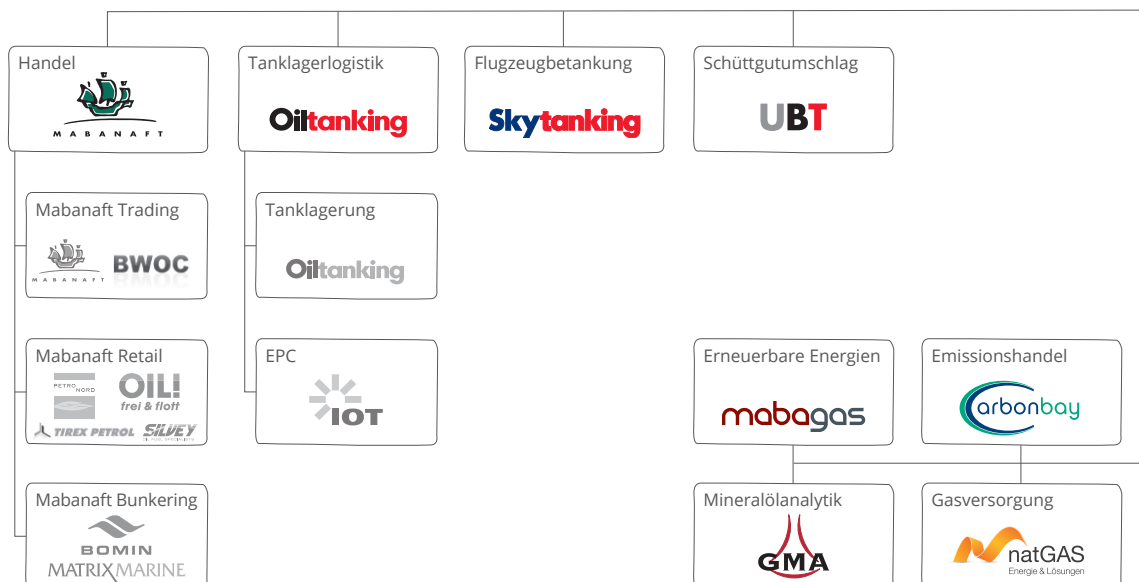 Handel
MABANAFT
Tanklagerlogistik
Oiltanking
Flugzeugbetankung
Skytanking
Schüttgutumschlag
UBT
Mabanaft Trading
MABANAFT
BWOC
Tanklagerung
Oiltanking
Mabanaft Retail
PETRO
NORD
OIL!
frei & flott
TIREX PETROL
SILVEY
EPC
IOT
Erneuerbare Energien
mabagas
Emissionshandel
Carbonbay
Mabanaft Bunkering
BOMIN
MATRIXMARINE
Mineralölanalytik
GMA
Gasversorgung
natGAS
Energie & Lösungen